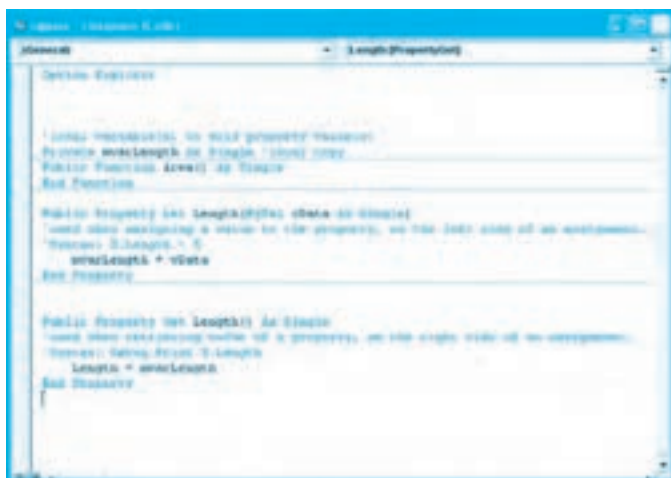 (General)
Length [PropertyGet]
Option Explicit
'local variable(s) to hold property value(s)
Private mvarLength As Single 'local copy
Public Function Area() As Single
End Function
Public Property Let Length(ByVal vData As Single)
'used when assigning a value to the property, on the left side of an assignment.
'Syntax: X.Length = 5
mvarLength = vData
End Property
Public Property Get Length() As Single
'used when retrieving value of a property, on the right side of an assignment.
'Syntax: Debug.Print X.Length
Length = mvarLength
End Property